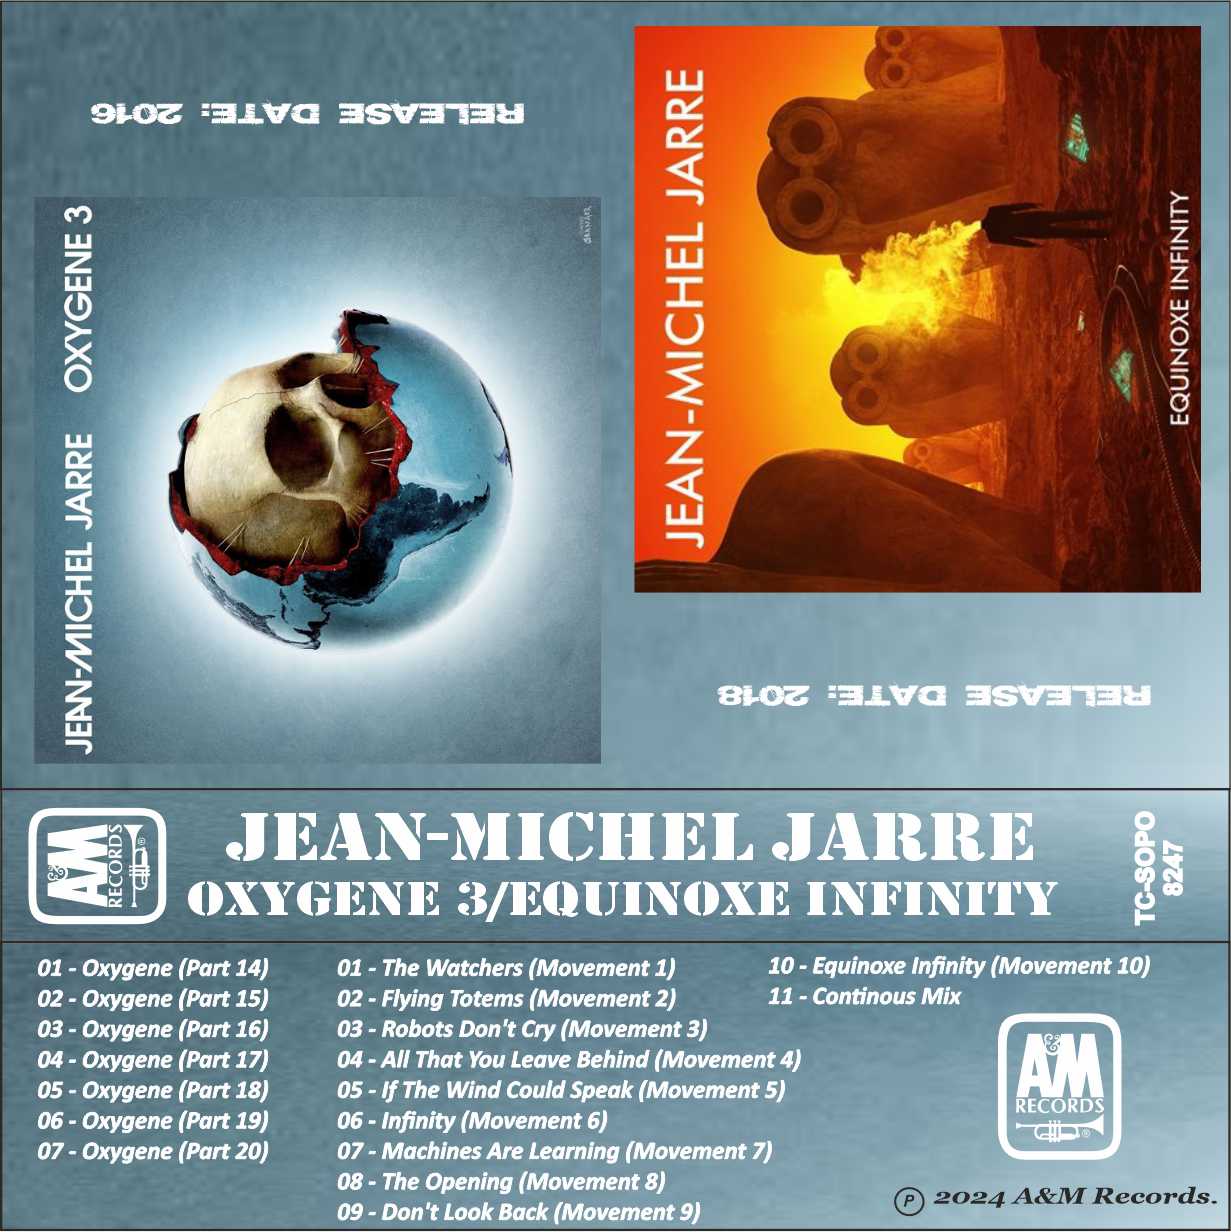 RELEASE DATE: 2016
JEAN-MICHEL JARRE OXYGENE 3
JEAN-MICHEL JARRE
EQUINOXE INFINITY
RELEASE DATE: 2018
A&M
RECORDS
®
JEAN-MICHEL JARRE
OXYGENE 3/EQUINOXE INFINITY
TC-SOPO
8247
01 - Oxygene (Part 14)
02 - Oxygene (Part 15)
03 - Oxygene (Part 16)
04 - Oxygene (Part 17)
05 - Oxygene (Part 18)
06 - Oxygene (Part 19)
07 - Oxygene (Part 20)
01 - The Watchers (Movement 1)
02 - Flying Totems (Movement 2)
03 - Robots Don't Cry (Movement 3)
04 - All That You Leave Behind (Movement 4)
05 - If The Wind Could Speak (Movement 5)
06 - Infinity (Movement 6)
07 - Machines Are Learning (Movement 7)
08 - The Opening (Movement 8)
09 - Don't Look Back (Movement 9)
10 - Equinoxe Infinity (Movement 10)
11 - Continous Mix
A&M
RECORDS
®
℗ 2024 A&M Records.